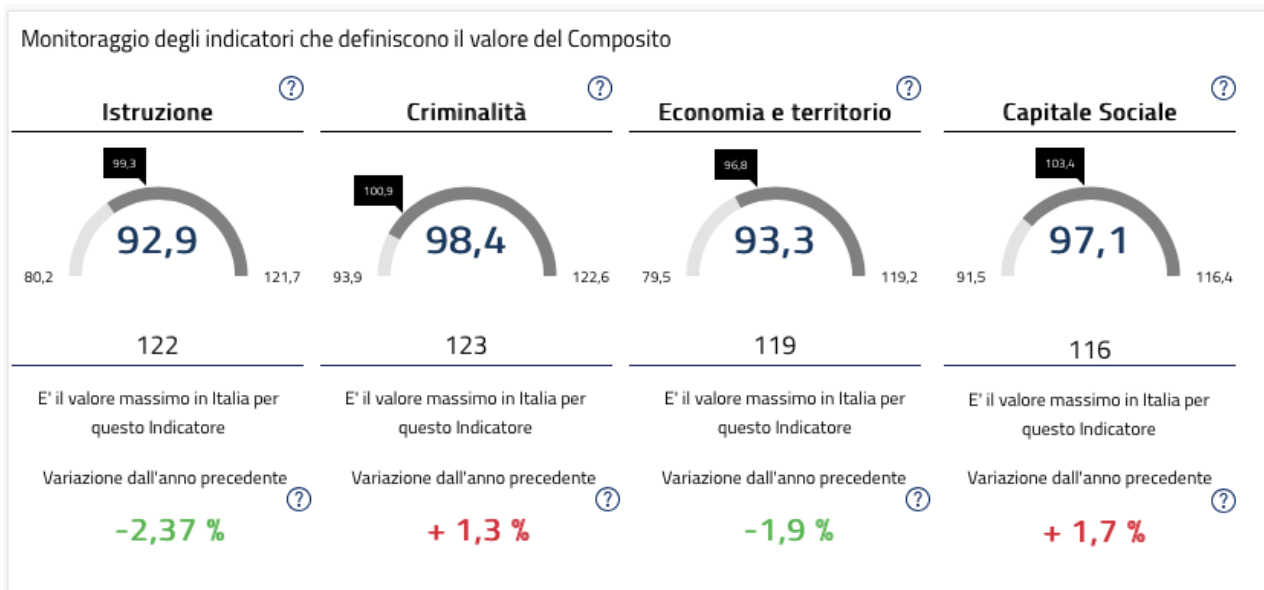 Monitoraggio degli indicatori che definiscono il valore del Composito
?
Istruzione
99,3
92,9
80,2
121,7
122
E' il valore massimo in Italia per
questo Indicatore
Variazione dall'anno precedente
?
-2,37 %
?
Criminalità
100,9
98,4
93,9
122,6
123
E' il valore massimo in Italia per
questo Indicatore
Variazione dall'anno precedente
?
+ 1,3 %
?
Economia e territorio
96,8
93,3
79,5
119,2
119
E' il valore massimo in Italia per
questo Indicatore
Variazione dall'anno precedente
?
-1,9 %
?
Capitale Sociale
103,4
97,1
91,5
116,4
116
E' il valore massimo in Italia per
questo Indicatore
Variazione dall'anno precedente
?
+ 1,7 %